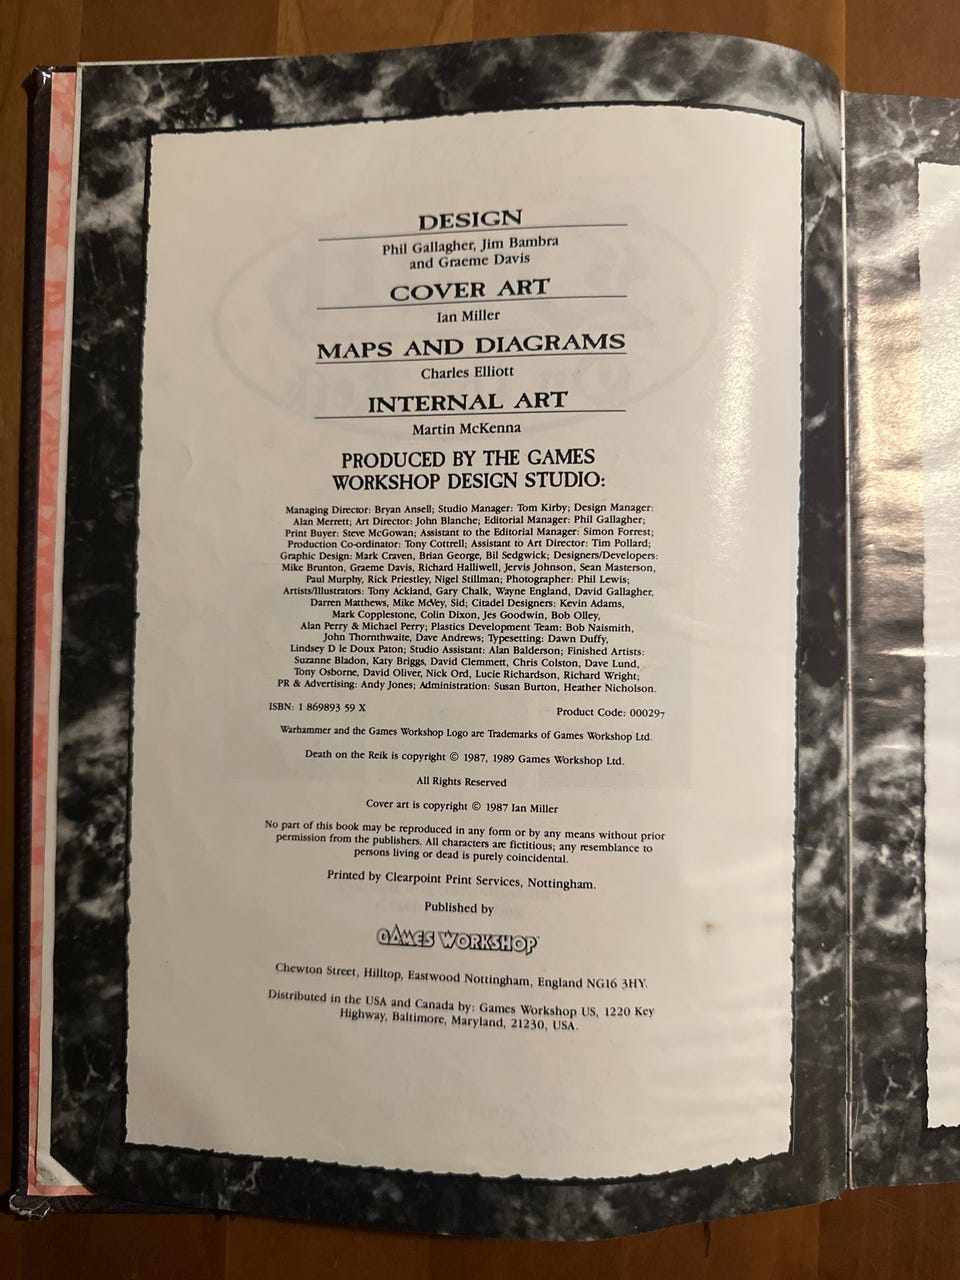 DESIGN
Phil Gallagher, Jim Bambra
and Graeme Davis
COVER ART
Ian Miller
MAPS AND DIAGRAMS
Charles Elliott
INTERNAL ART
Martin McKenna
PRODUCED BY THE GAMES
WORKSHOP DESIGN STUDIO:
Managing Director: Bryan Ansell; Studio Manager: Tom Kirby; Design Manager:
Alan Merrett; Art Director: John Blanche; Editorial Manager: Phil Gallagher;
Print Buyer: Steve McGowan; Assistant to the Editorial Manager: Simon Forrest;
Production Co-ordinator: Tony Cottrell; Assistant to Art Director: Tim Pollard;
Graphic Design: Mark Craven, Brian George, Bil Sedgwick; Designers/Developers:
Mike Brunton, Graeme Davis, Richard Halliwell, Jervis Johnson, Sean Masterson,
Paul Murphy, Rick Priestley, Nigel Stillman; Photographer: Phil Lewis;
Artists/Illustrators: Tony Ackland, Gary Chalk, Wayne England, David Gallagher,
Darren Matthews, Mike McVey, Sid; Citadel Designers: Kevin Adams,
Mark Copplestone, Colin Dixon, Jes Goodwin, Bob Olley,
Alan Perry & Michael Perry; Plastics Development Team: Bob Naismith,
John Thornthwaite, Dave Andrews; Typesetting: Dawn Duffy,
Lindsey D le Doux Paton; Studio Assistant: Alan Balderson; Finished Artists:
Suzanne Bladon, Katy Briggs, David Clemmett, Chris Colston, Dave Lund,
Tony Osborne, David Oliver, Nick Ord, Lucie Richardson, Richard Wright;
PR & Advertising: Andy Jones; Administration: Susan Burton, Heather Nicholson.
ISBN: 1 869893 59 X Product Code: 000297
Warhammer and the Games Workshop Logo are Trademarks of Games Workshop Ltd.
Death on the Reik is copyright © 1987, 1989 Games Workshop Ltd.
All Rights Reserved
Cover art is copyright © 1987 Ian Miller
No part of this book may be reproduced in any form or by any means without prior
permission from the publishers. All characters are fictitious; any resemblance to
persons living or dead is purely coincidental.
Printed by Clearpoint Print Services, Nottingham.
Published by
GAMES WORKSHOP
Chewton Street, Hilltop, Eastwood Nottingham, England NG16 3HY.
Distributed in the USA and Canada by: Games Workshop US, 1220 Key
Highway, Baltimore, Maryland, 21230, USA.